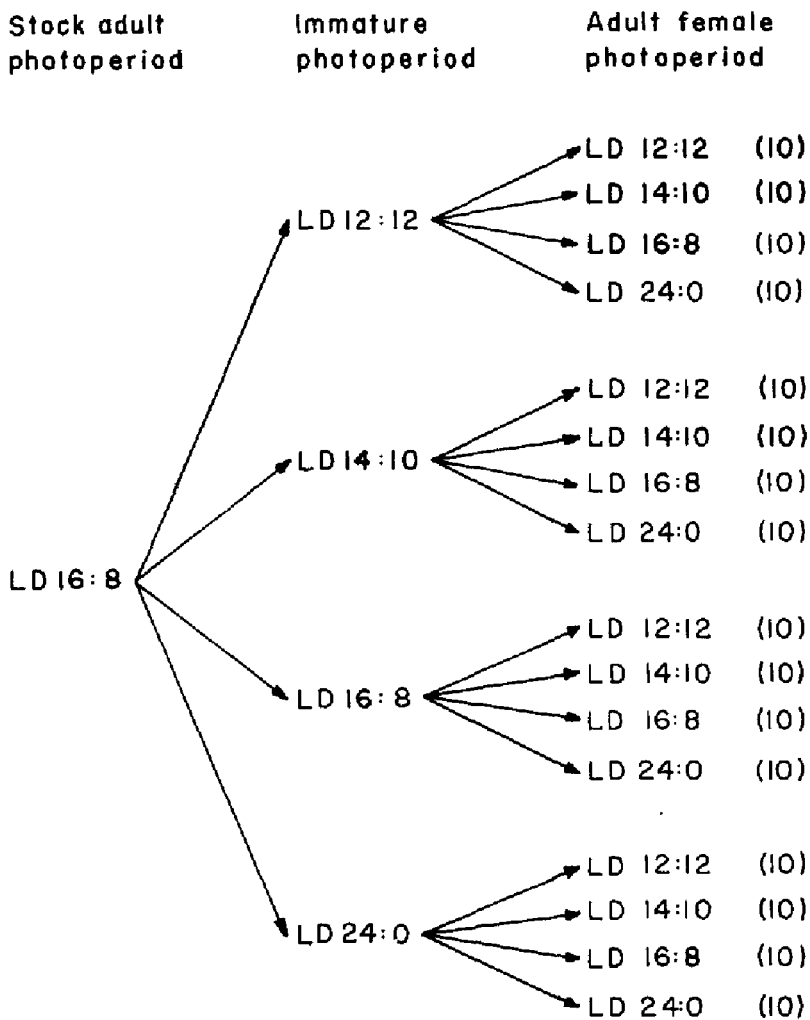 Stock adult photoperiod
Immature photoperiod
Adult female photoperiod
LD 16:8
LD 12:12
LD 12:12 (10)
LD 14:10 (10)
LD 16:8 (10)
LD 24:0 (10)
LD 14:10
LD 12:12 (10)
LD 14:10 (10)
LD 16:8 (10)
LD 24:0 (10)
LD 16:8
LD 12:12 (10)
LD 14:10 (10)
LD 16:8 (10)
LD 24:0 (10)
LD 24:0
LD 12:12 (10)
LD 14:10 (10)
LD 16:8 (10)
LD 24:0 (10)